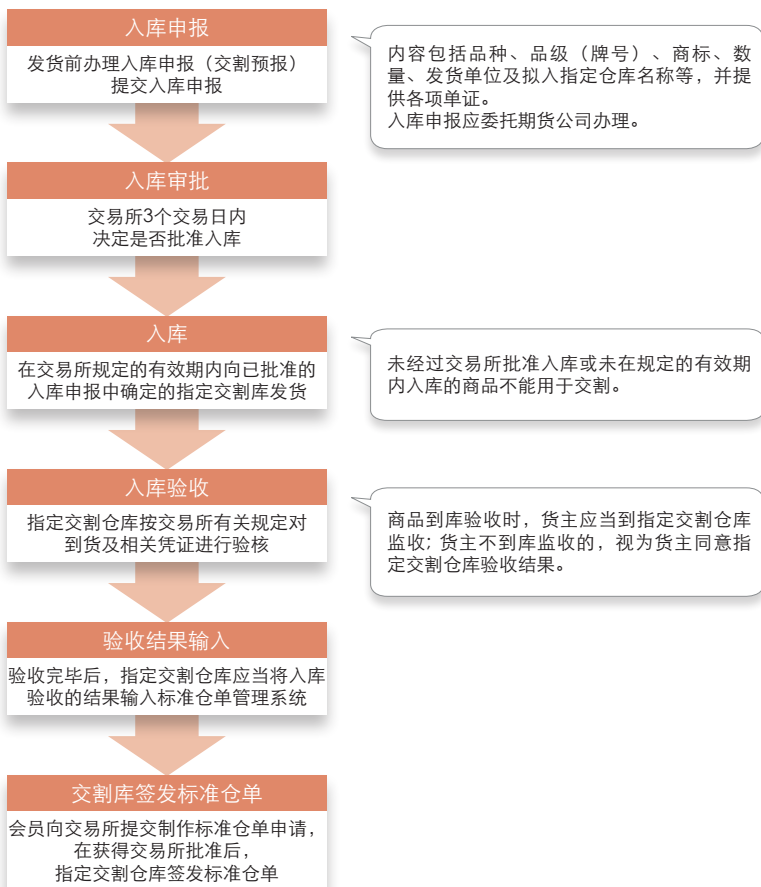 入库申报
发货前办理入库申报（交割预报）
提交入库申报
内容包括品种、品级（牌号）、商标、数
量、发货单位及拟入指定仓库名称等，并提
供各项单证。
入库申报应委托期货公司办理。
入库审批
交易所3个交易日内
决定是否批准入库
入库
在交易所规定的有效期内向已批准的
入库申报中确定的指定交割库发货
未经过交易所批准入库或未在规定的有效期
内入库的商品不能用于交割。
入库验收
指定交割仓库按交易所有关规定对
到货及相关凭证进行验核
商品到库验收时，货主应当到指定交割仓库
监收；货主不到库监收的，视为货主同意指
定交割仓库验收结果。
验收结果输入
验收完毕后，指定交割仓库应当将入库
验收的结果输入标准仓单管理系统
交割库签发标准仓单
会员向交易所提交制作标准仓单申请，
在获得交易所批准后，
指定交割仓库签发标准仓单